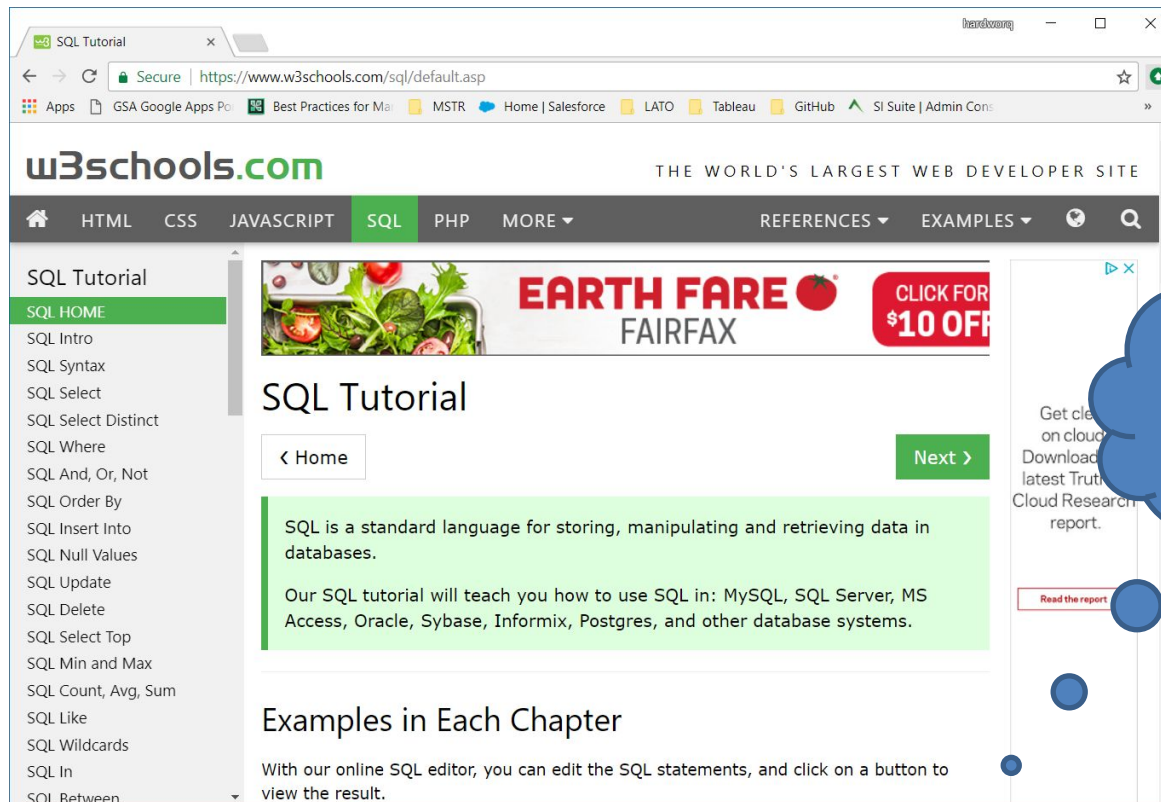 hardworq
SQL Tutorial
Secure | https://www.w3schools.com/sql/default.asp
Apps GSA Google Apps Po Best Practices for Ma MSTR Home | Salesforce LATO Tableau GitHub SI Suite | Admin Cons »
w3schools.com
THE WORLD'S LARGEST WEB DEVELOPER SITE
HTML CSS JAVASCRIPT SQL PHP MORE REFERENCES EXAMPLES
SQL Tutorial
SQL HOME
SQL Intro
SQL Syntax
SQL Select
SQL Select Distinct
SQL Where
SQL And, Or, Not
SQL Order By
SQL Insert Into
SQL Null Values
SQL Update
SQL Delete
SQL Select Top
SQL Min and Max
SQL Count, Avg, Sum
SQL Like
SQL Wildcards
SQL In
SQL Between
EARTH FARE
FAIRFAX
CLICK FOR
$10 OFF
SQL Tutorial
❮ Home
Next ❯
SQL is a standard language for storing, manipulating and retrieving data in
databases.
Our SQL tutorial will teach you how to use SQL in: MySQL, SQL Server, MS
Access, Oracle, Sybase, Informix, Postgres, and other database systems.
Examples in Each Chapter
With our online SQL editor, you can edit the SQL statements, and click on a button to
view the result.
Get
on cloud
Download
latest
Cloud Research
report.
Read the report